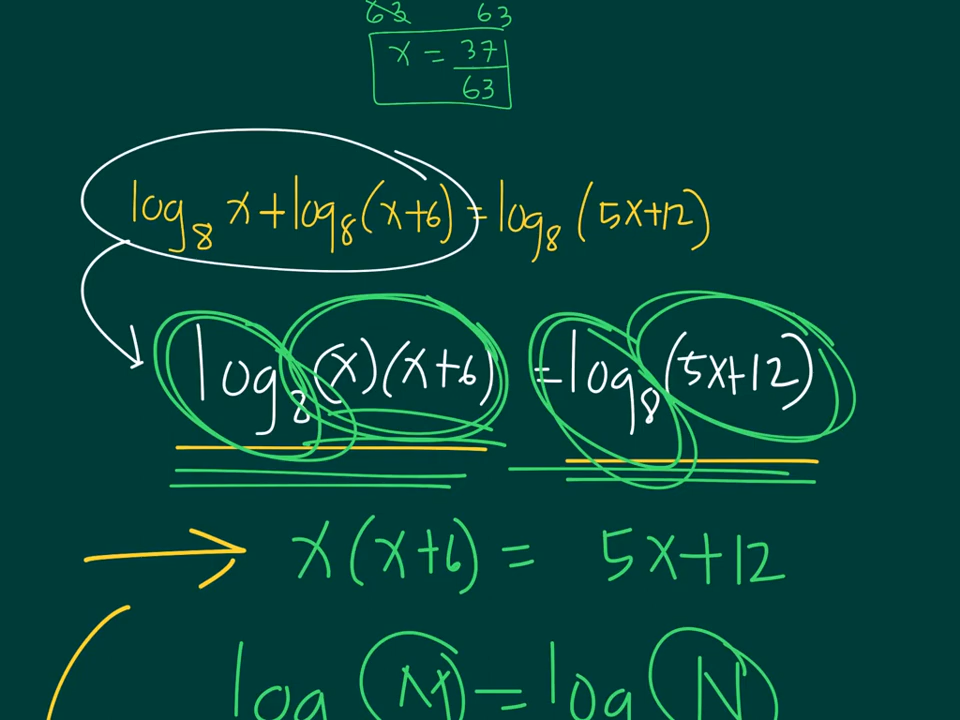 63 63
x = 37/63
log₈ x + log₈ (x+6) = log₈ (5x+12)
log₈ (x)(x+6) = log₈ (5x+12)
x(x+6) = 5x+12
log M = log N